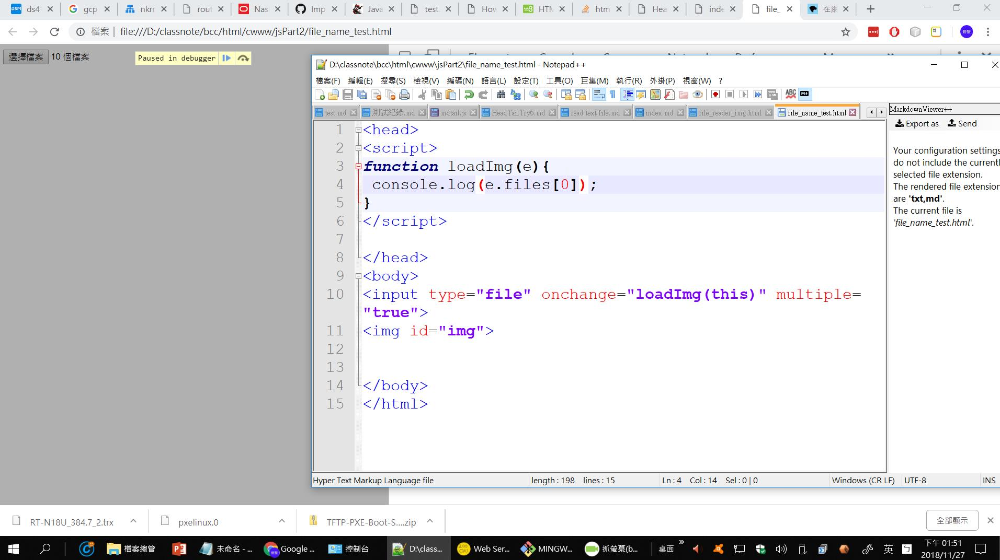 ds4
gcp
nkrr
rout
Nas
Imp
Java
test.
How
HTM
htm
Hea
inde
file_
檔案
file:///D:/classnote/bcc/html/cwww/jsPart2/file_name_test.html
選擇檔案 10 個檔案
Paused in debugger
D:\classnote\bcc\html\cwww\jsPart2\file_name_test.html - Notepad++
檔案(F) 編輯(E) 搜尋(S) 檢視(V) 編碼(N) 語言(L) 設定(T) 工具(O) 巨集(M) 執行(R) 外掛(P) 視窗(W) ?
test.md 測試紀錄.md mdtail.js HeadTailTry6.md read text file.md index.md file_reader_img.html file_name_test.html
MarkdownViewer++
Export as Send
1 <head>
2 <script>
3 function loadImg(e){
4 console.log(e.files[0]);
5 }
6 </script>
7
8 </head>
9 <body>
10 <input type="file" onchange="loadImg(this)" multiple=
"true">
11 <img id="img">
12
13
14 </body>
15 </html>
Your configuration settings
do not include the currentl
selected file extension.
The rendered file extension
are 'txt,md'.
The current file is
'file_name_test.html'.
Hyper Text Markup Language file length : 198 lines : 15 Ln : 4 Col : 14 Sel : 0 | 0 Windows (CR LF) UTF-8 INS
RT-N18U_384.7_2.trx
pxelinux.0
TFTP-PXE-Boot-S....zip
全部顯示
檔案總管
未命名 - ...
Google ...
控制台
D:\class...
Web Ser...
MINGW...
抓螢幕(b...
桌面
英
下午 01:51
2018/11/27